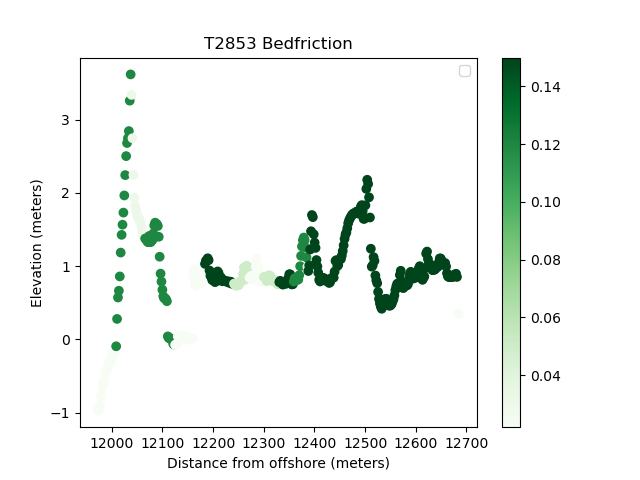 T2853 Bedfriction
Elevation (meters)
3
2
1
0
−1
12000 12100 12200 12300 12400 12500 12600 12700
Distance from offshore (meters)
0.14
0.12
0.10
0.08
0.06
0.04